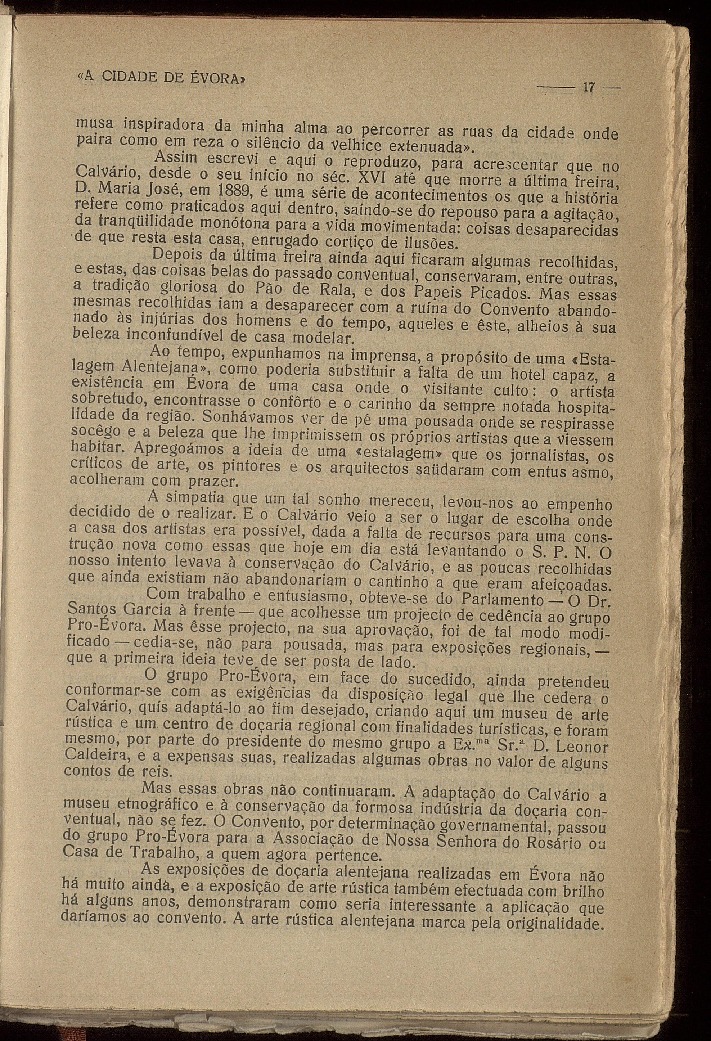 «A CIDADE DE ÉVORA»
17
musa inspiradora da minha alma ao percorrer as ruas da cidade onde
paira como em reza o silêncio da velhice extenuada».
Assim escrevi e aqui o reproduzo, para acrescentar que no
Calvário, desde o seu início no séc. XVI até que morre a última freira,
D. Maria José, em 1889, é uma série de acontecimentos os que a história
refere como praticados aqui dentro, saíndo-se do repouso para a agitação,
da tranqüilidade monótona para a vida movimentada: coisas desaparecidas
de que resta esta casa, enrugado cortiço de ilusões.
Depois da última freira ainda aqui ficaram algumas recolhidas,
e estas, das coisas belas do passado conventual, conservaram, entre outras,
a tradição gloriosa do Pão de Rala, e dos Papeis Picados. Mas essas
mesmas recolhidas iam a desaparecer com a ruína do Convento abando-
nado às injúrias dos homens e do tempo, aqueles e êste, alheios à sua
beleza inconfundível de casa modelar.
Ao tempo, expunhamos na imprensa, a propósito de uma «Esta-
lagem Alentejana», como poderia substituir a falta de um hotel capaz, a
existência em Évora de uma casa onde o visitante culto: o artista
sobretudo, encontrasse o confôrto e o carinho da sempre notada hospita-
lidade da região. Sonhávamos ver de pé uma pousada onde se respirasse
socêgo e a beleza que lhe imprimissem os próprios artistas que a viessem
habitar. Apregoámos a ideia de uma «estalagem» que os jornalistas, os
críticos de arte, os pintores e os arquitectos saüdaram com entus asmo,
acolheram com prazer.
A simpatia que um tal sonho mereceu, levou-nos ao empenho
decidido de o realizar. E o Calvário veio a ser o lugar de escolha onde
a casa dos artistas era possível, dada a falta de recursos para uma cons-
trução nova como essas que hoje em dia está levantando o S. P. N. O
nosso intento levava à conservação do Calvário, e as poucas recolhidas
que ainda existiam não abandonariam o cantinho a que eram afeiçoadas.
Com trabalho e entusiasmo, obteve-se do Parlamento — O Dr.
Santos Garcia à frente — que acolhesse um projecto de cedência ao grupo
Pro-Évora. Mas êsse projecto, na sua aprovação, foi de tal modo modi-
ficado — cedia-se, não para pousada, mas para exposições regionais, —
que a primeira ideia teve de ser posta de lado.
O grupo Pro-Évora, em face do sucedido, ainda pretendeu
conformar-se com as exigências da disposição legal que lhe cedera o
Calvário, quís adaptá-lo ao fim desejado, criando aqui um museu de arte
rústica e um centro de doçaria regional com finalidades turísticas, e foram
mesmo, por parte do presidente do mesmo grupo a Ex.ᵐᵃ Sr.ª D. Leonor
Caldeira, e a expensas suas, realizadas algumas obras no valor de alguns
contos de reis.
Mas essas obras não continuaram. A adaptação do Calvário a
museu etnográfico e à conservação da formosa indústria da doçaria con-
ventual, não se fez. O Convento, por determinação governamental, passou
do grupo Pro-Évora para a Associação de Nossa Senhora do Rosário ou
Casa de Trabalho, a quem agora pertence.
As exposições de doçaria alentejana realizadas em Évora não
há muito ainda, e a exposição de arte rústica também efectuada com brilho
há alguns anos, demonstraram como seria interessante a aplicação que
daríamos ao convento. A arte rústica alentejana marca pela originalidade.